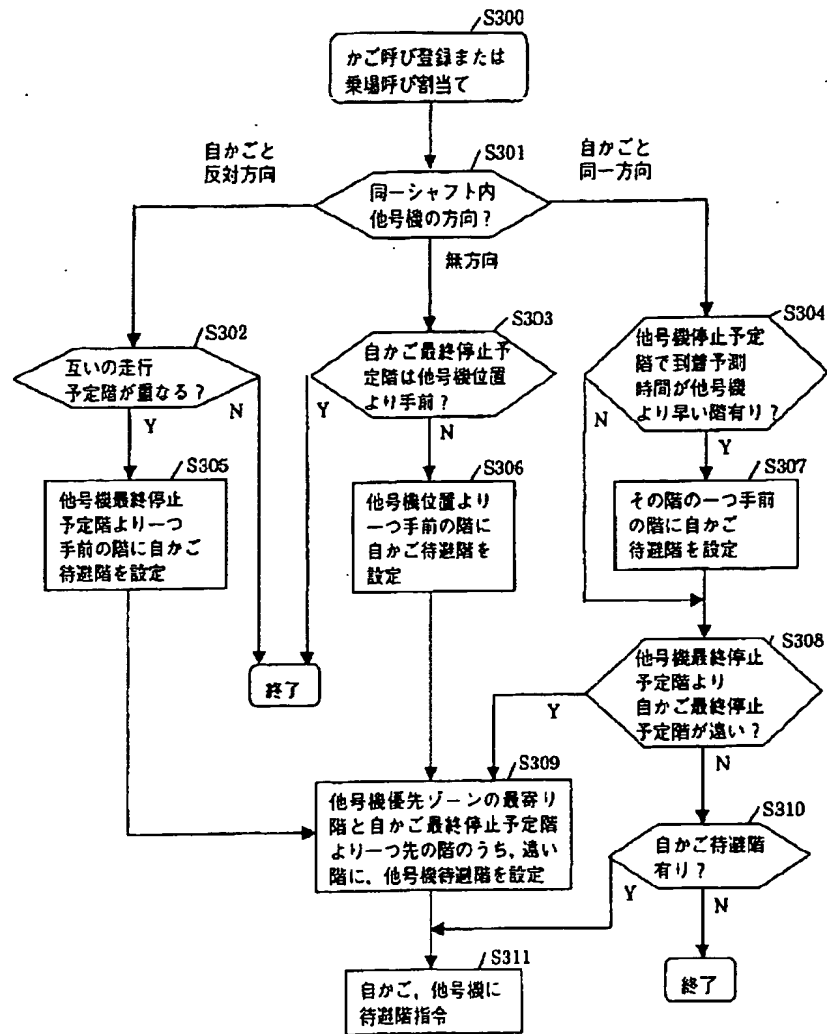 S300
かご呼び登録または
乗場呼び割当て
自かごと
反対方向
S301
同一シャフト内
他号機の方向？
自かごと
同一方向
無方向
S302
互いの走行
予定階が重なる？
Y
N
S303
自かご最終停止予
定階は他号機位置
より手前？
Y
N
S304
他号機停止予定
階で到着予測
時間が他号機
より早い階有り？
N
Y
S305
他号機最終停止
予定階より一つ
手前の階に自かご
待避階を設定
S306
他号機位置より
一つ手前の階に
自かご待避階を
設定
S307
その階の一つ手前
の階に自かご
待避階を設定
終了
S308
他号機最終停止
予定階より
自かご最終停止
予定階が遠い？
Y
N
S309
他号機優先ゾーンの最寄り
階と自かご最終停止予定階
より一つ先の階のうち，遠い
階に，他号機待避階を設定
S310
自かご待避階
有り？
Y
N
S311
自かご，他号機に
待避階指令
終了